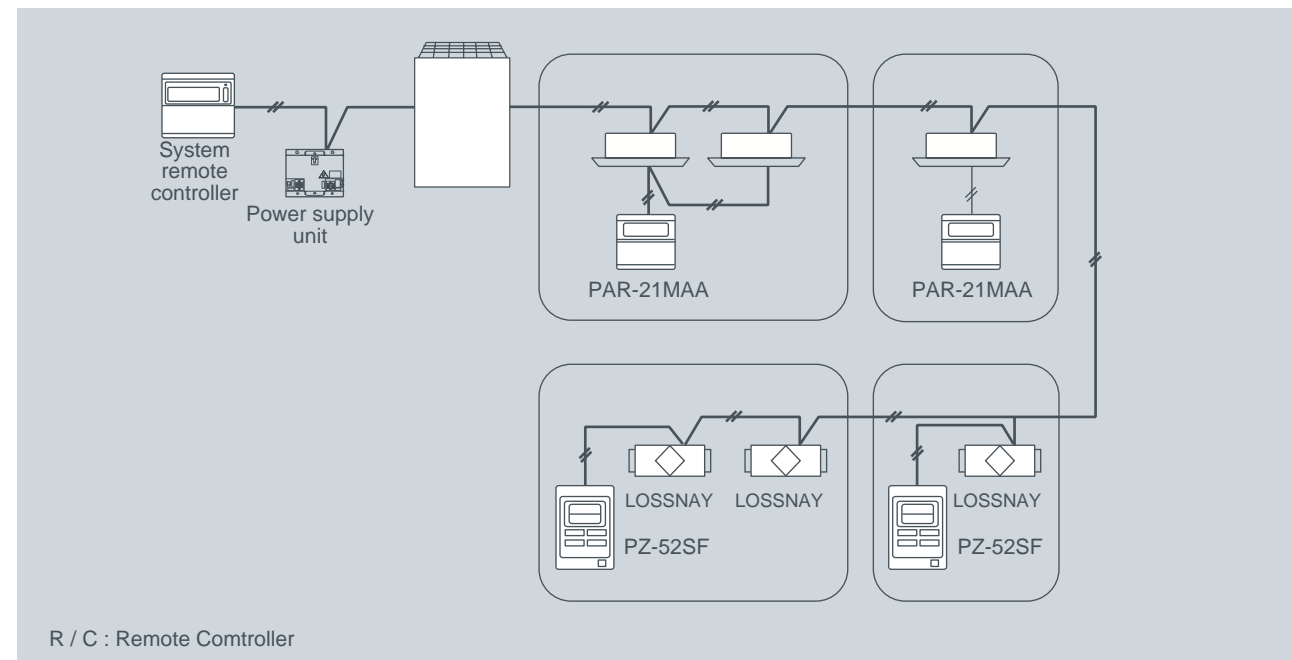 System
remote
controller
Power supply
unit
PAR-21MAA
PAR-21MAA
LOSSNAY
LOSSNAY
LOSSNAY
PZ-52SF
PZ-52SF
R / C : Remote Comtroller